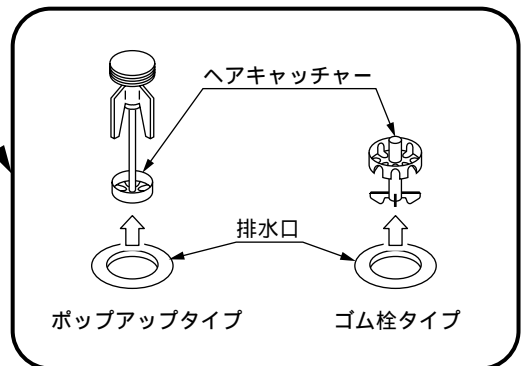 ヘアキャッチャー
排水口
ポップアップタイプ
ゴム栓タイプ